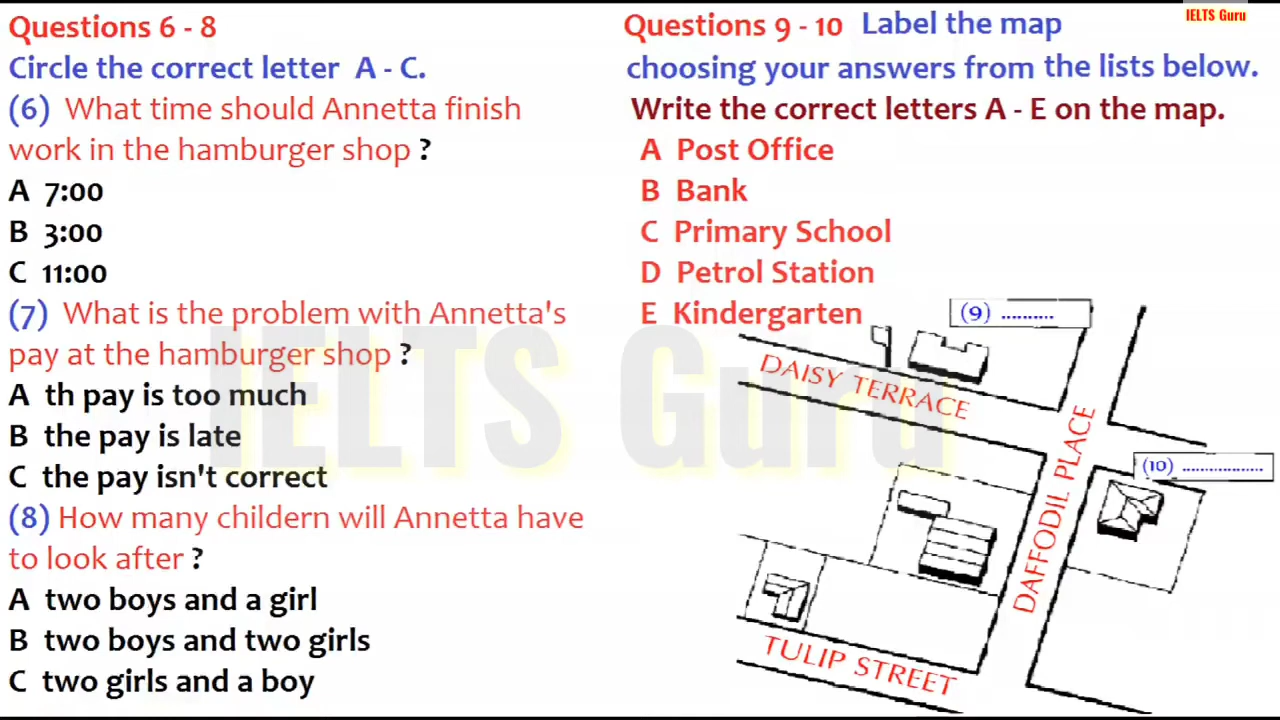 Questions 6 - 8
Circle the correct letter A - C.
(6) What time should Annetta finish
work in the hamburger shop ?
A 7:00
B 3:00
C 11:00
(7) What is the problem with Annetta's
pay at the hamburger shop ?
A th pay is too much
B the pay is late
C the pay isn't correct
(8) How many childern will Annetta have
to look after ?
A two boys and a girl
B two boys and two girls
C two girls and a boy
IELTS Guru
Questions 9 - 10 Label the map
choosing your answers from the lists below.
Write the correct letters A - E on the map.
A Post Office
B Bank
C Primary School
D Petrol Station
E Kindergarten
(9) ..........
DAISY TERRACE
DAFFODIL PLACE
(10) ...................
TULIP STREET
IELTS Guru